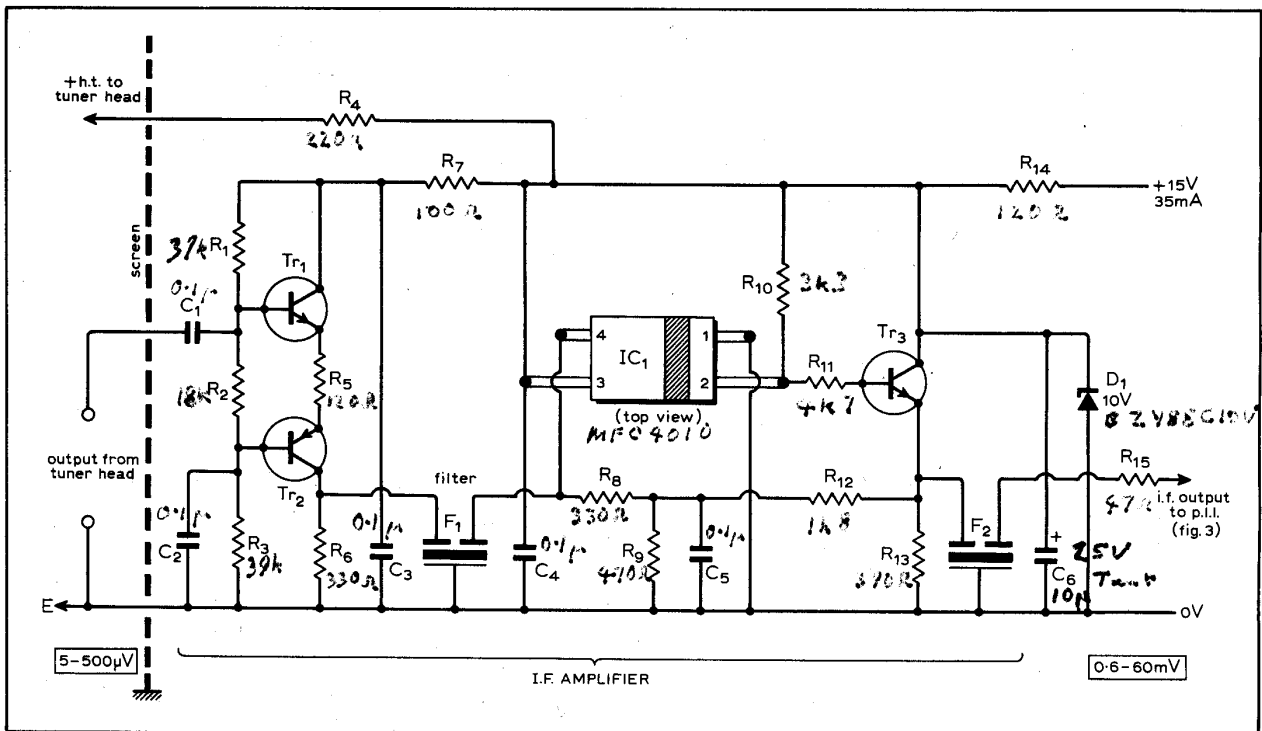 +h.t. to
tuner head
screen
R4
220Ω
R7
100Ω
R14
120Ω
+15V
35mA
R1
0.1μ
C1
Tr1
R10
3k3
R2
18k
R5
120Ω
4
3
IC1
1
2
(top view)
MFC4010
R11
4k7
Tr3
D1
10V
output from
tuner head
Tr2
filter
R8
330Ω
R12
1k8
R15
47Ω
i.f. output
to p.l.l.
(fig. 3)
0.1μ
C2
R3
39k
R6
330Ω
0.1μ
C3
F1
0.1μ
C4
R9
470Ω
0.1μ
C5
R13
F2
+
C6
10μ
25V
Tant
E
0V
5-500μV
I.F. AMPLIFIER
0.6-60mV